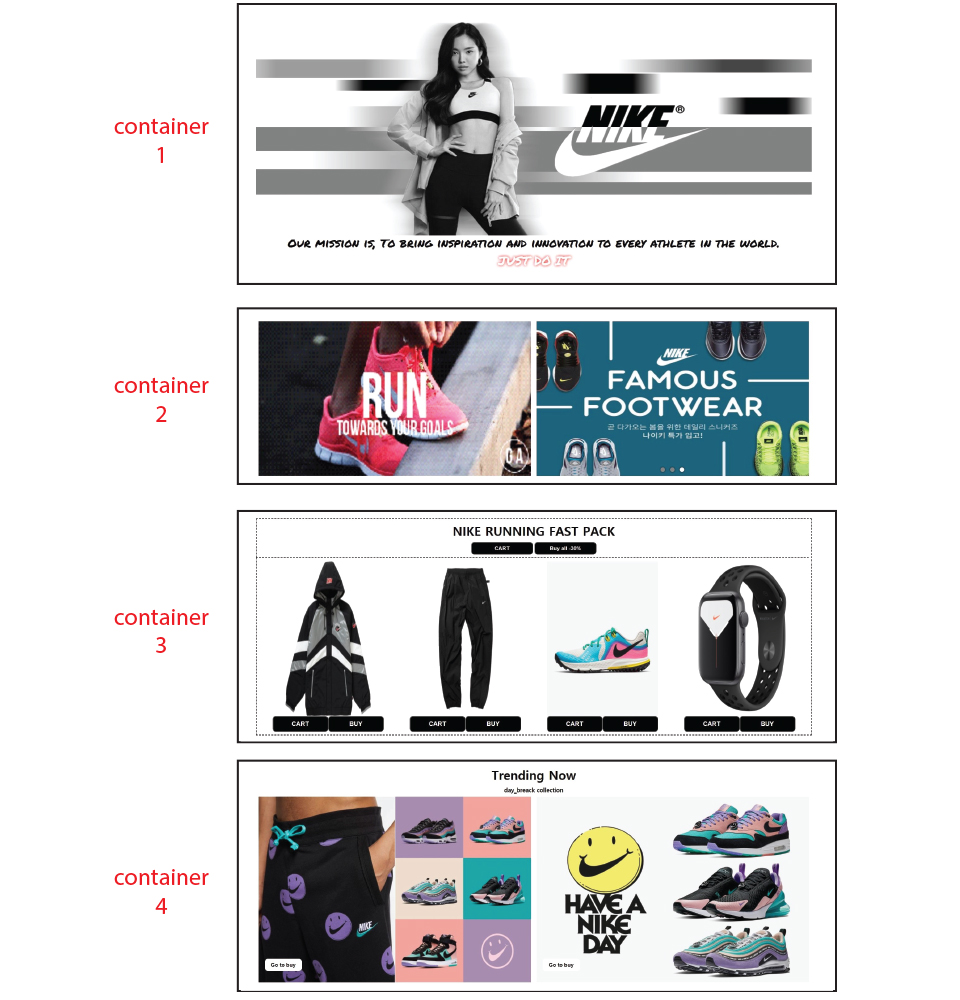 container
1
NIKE®
OUR MISSION IS, TO BRING INSPIRATION AND INNOVATION TO EVERY ATHLETE IN THE WORLD.
JUST DO IT
container
2
RUN
TOWARDS YOUR GOALS
NIKE
FAMOUS
FOOTWEAR
곧 다가오는 봄을 위한 데일리 스니커즈
나이키 특가 입고!
container
3
NIKE RUNNING FAST PACK
CART Buy all -30%
CART BUY CART BUY CART BUY CART BUY
container
4
Trending Now
day_breack collection
NIKE
Go to buy
HAVE A
NIKE
DAY
Go to buy